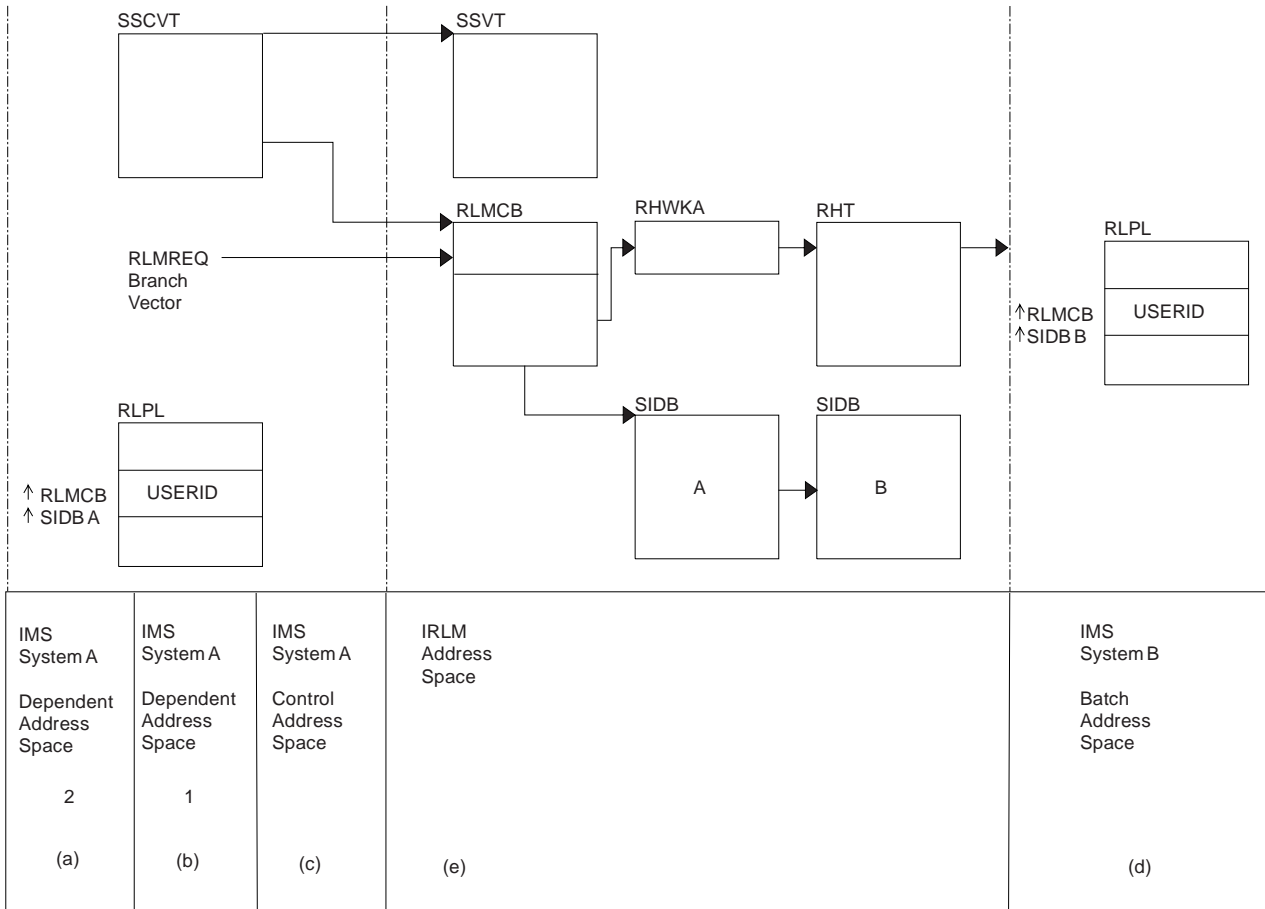 SSCVT
SSVT
RLMCB
RHWKA
RHT
RLPL
RLMREQ
Branch
Vector
↑RLMCB
↑SIDB B
USERID
RLPL
SIDB
SIDB
↑ RLMCB
↑ SIDB A
USERID
A
B
IMS
System A
Dependent
Address
Space
2
(a)
IMS
System A
Dependent
Address
Space
1
(b)
IMS
System A
Control
Address
Space
(c)
IRLM
Address
Space
(e)
IMS
System B
Batch
Address
Space
(d)